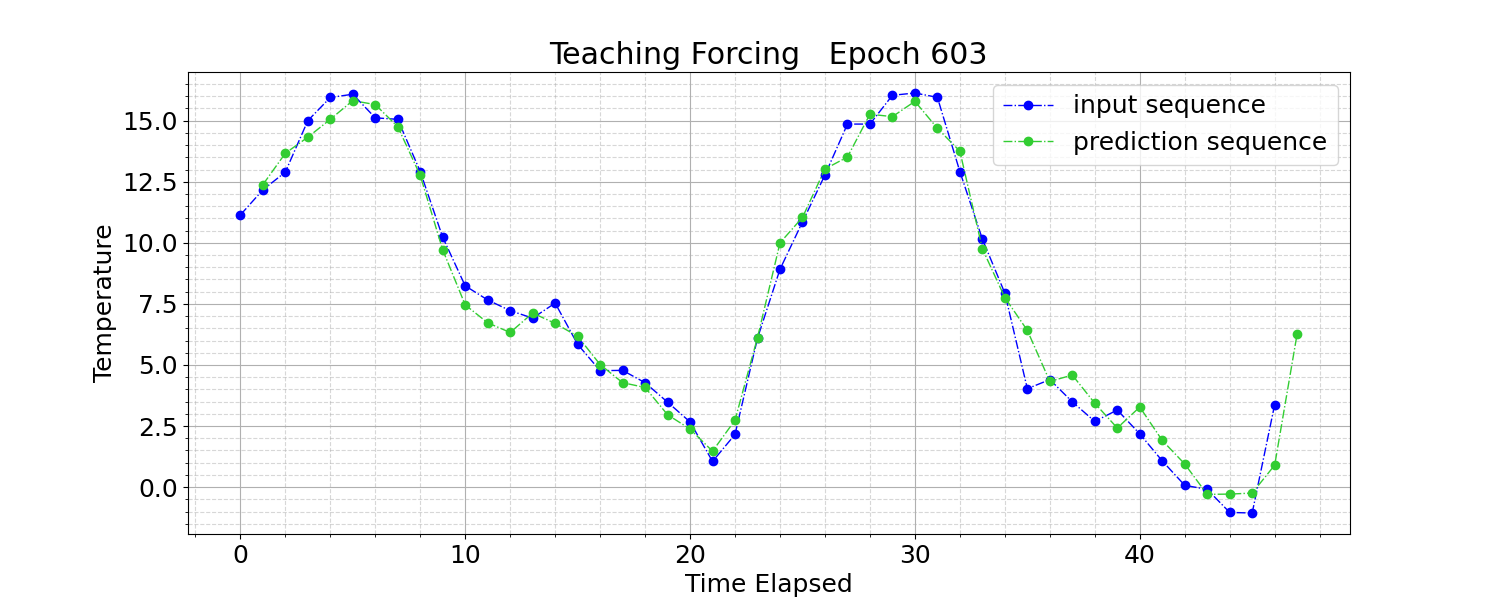 Teaching Forcing   Epoch 603
input sequence
prediction sequence
Temperature
15.0
12.5
10.0
7.5
5.0
2.5
0.0
0 10 20 30 40
Time Elapsed